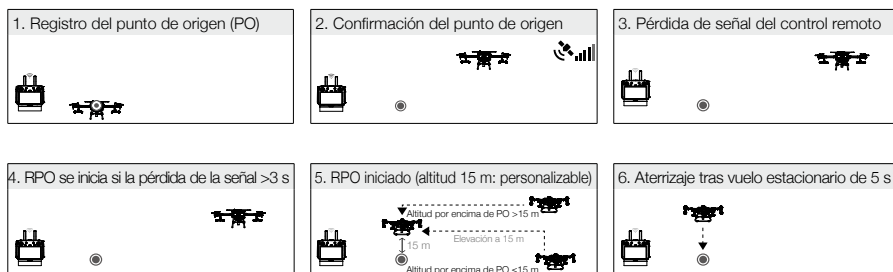 1. Registro del punto de origen (PO)
2. Confirmación del punto de origen
3. Pérdida de señal del control remoto
4. RPO se inicia si la pérdida de la señal >3 s
5. RPO iniciado (altitud 15 m: personalizable)
Altitud por encima de PO >15 m
Elevación a 15 m
15 m
Altitud por encima de PO <15 m
6. Aterrizaje tras vuelo estacionario de 5 s